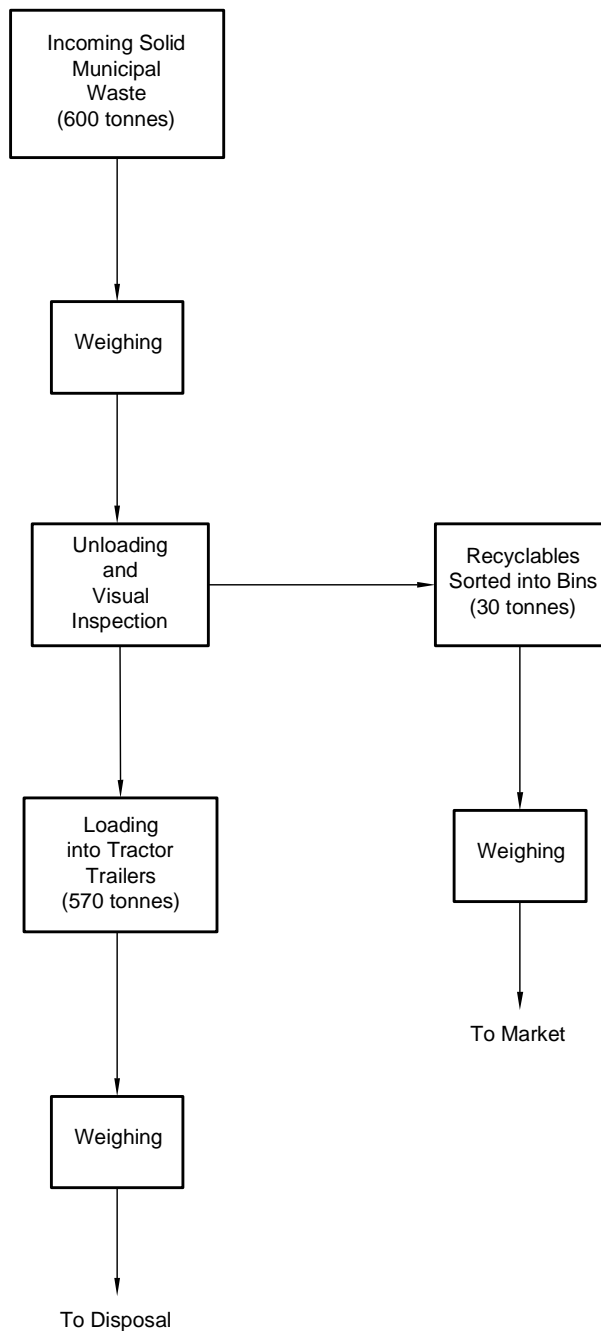 Incoming Solid
Municipal
Waste
(600 tonnes)
Weighing
Unloading
and
Visual
Inspection
Recyclables
Sorted into Bins
(30 tonnes)
Loading
into Tractor
Trailers
(570 tonnes)
Weighing
To Market
Weighing
To Disposal